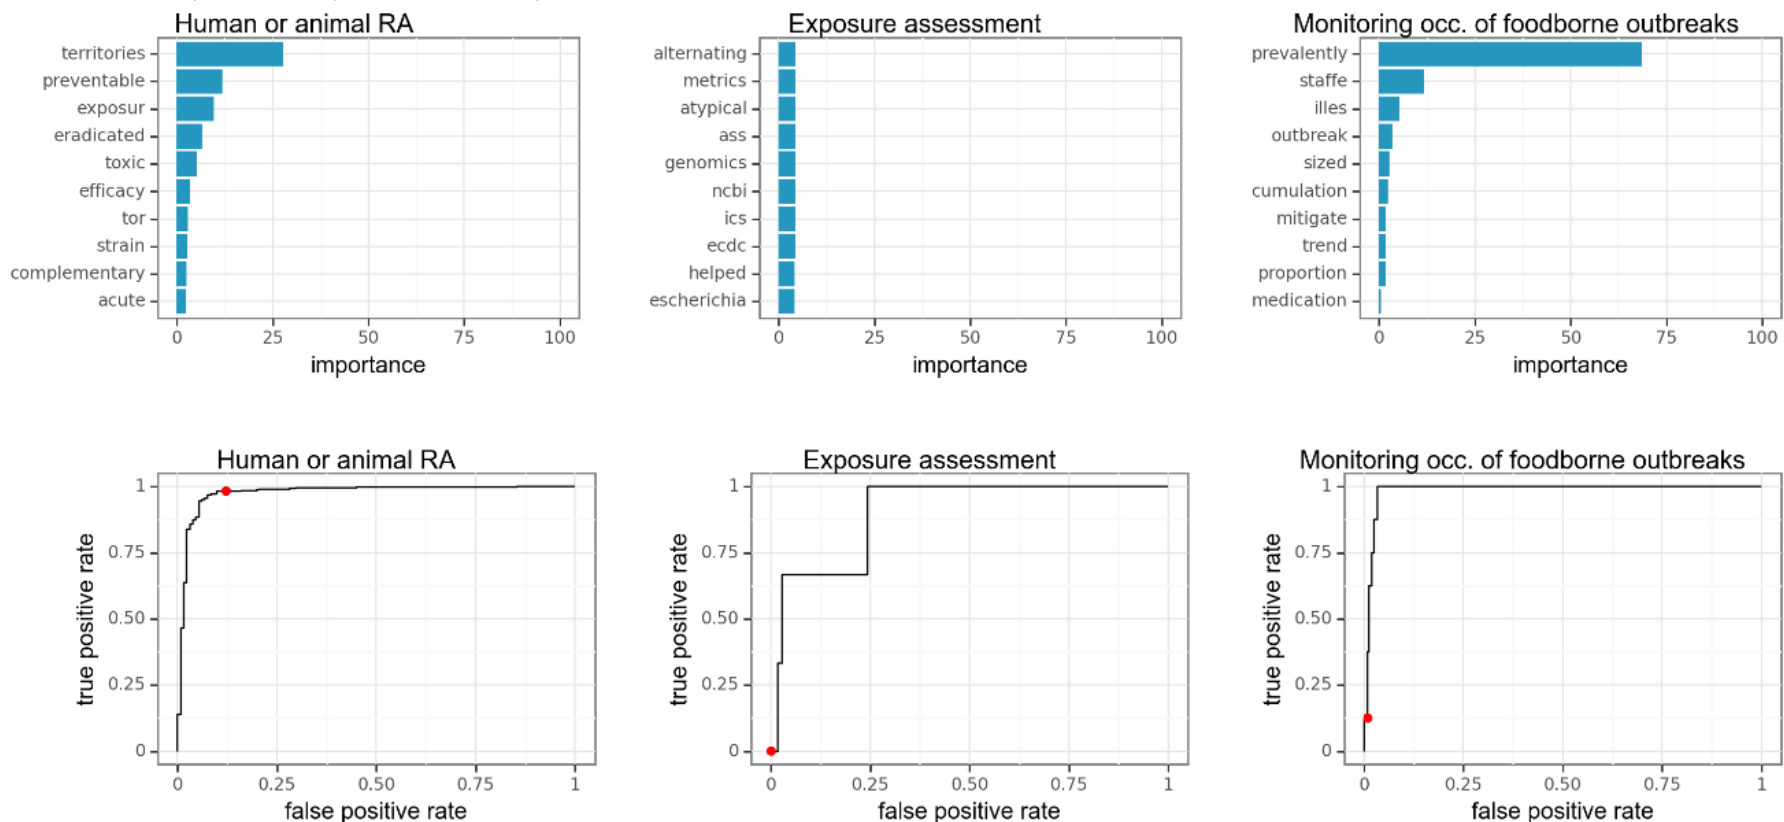 Human or animal RA
territories
preventable
exposur
eradicated
toxic
efficacy
tor
strain
complementary
acute
0 25 50 75 100
importance
Exposure assessment
alternating
metrics
atypical
ass
genomics
ncbi
ics
ecdc
helped
escherichia
0 25 50 75 100
importance
Monitoring occ. of foodborne outbreaks
prevalently
staffe
illes
outbreak
sized
cumulation
mitigate
trend
proportion
medication
0 25 50 75 100
importance
Human or animal RA
true positive rate
1
0.75
0.50
0.25
0
0 0.25 0.50 0.75 1
false positive rate
Exposure assessment
true positive rate
1
0.75
0.50
0.25
0
0 0.25 0.50 0.75 1
false positive rate
Monitoring occ. of foodborne outbreaks
true positive rate
1
0.75
0.50
0.25
0
0 0.25 0.50 0.75 1
false positive rate